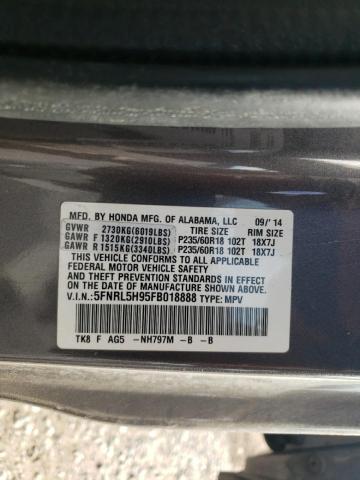 MFD. BY HONDA MFG. OF ALABAMA, LLC 09/'14
GVWR 2730KG(6019LBS) TIRE SIZE RIM SIZE
GAWR F 1320KG(2910LBS) P235/60R18 102T 18X7J
GAWR R 1515KG(3340LBS) P235/60R18 102T 18X7J
THIS VEHICLE CONFORMS TO ALL APPLICABLE
FEDERAL MOTOR VEHICLE SAFETY
AND THEFT PREVENTION STANDARDS IN EFFECT
ON THE DATE OF MANUFACTURE SHOWN ABOVE.
V.I.N.:5FNRL5H95FB018888 TYPE: MPV
TK8 F AG5 -NH797M -B -B